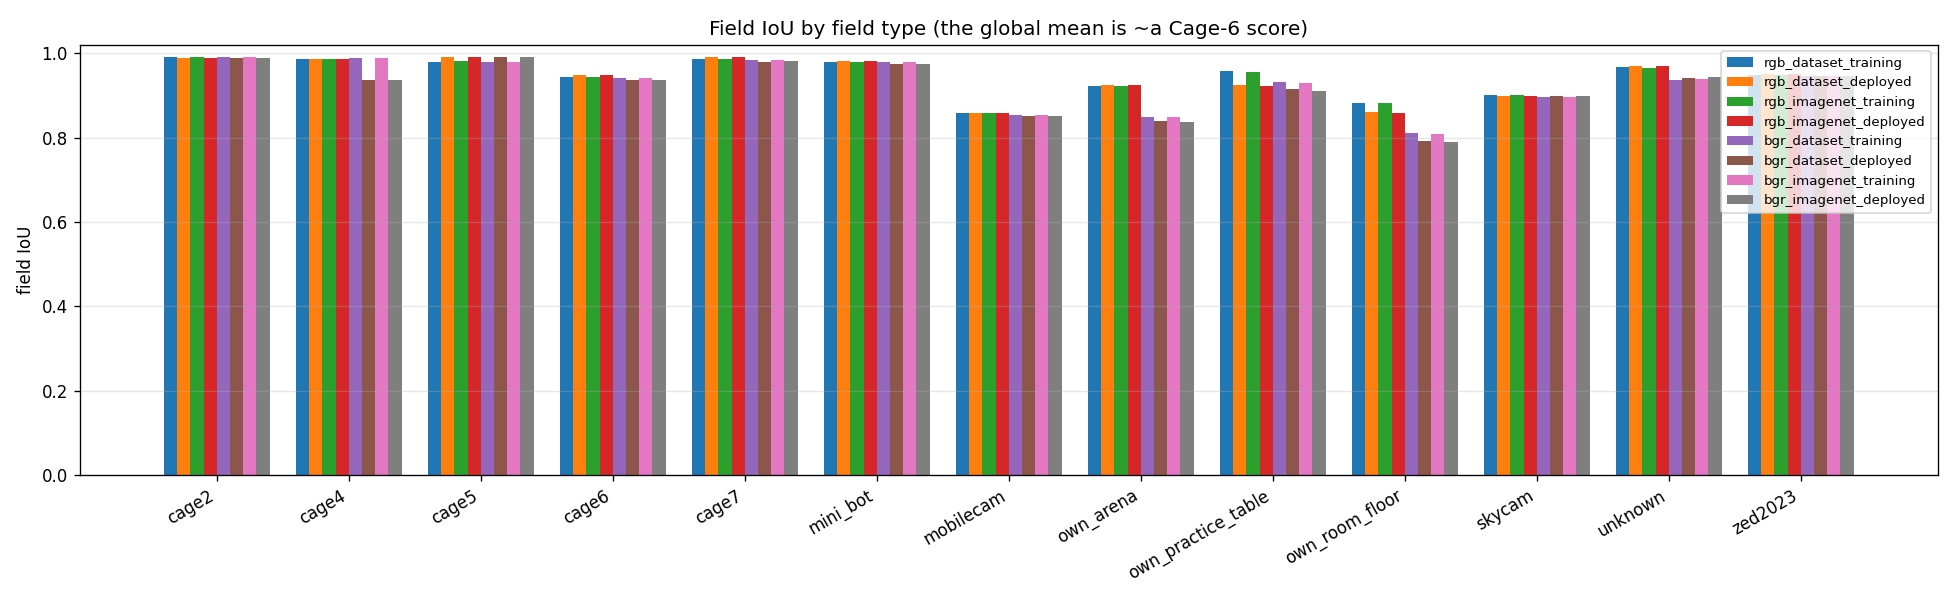 Field IoU by field type (the global mean is ~a Cage-6 score)
field IoU
1.0
0.8
0.6
0.4
0.2
0.0
rgb_dataset_training
rgb_dataset_deployed
rgb_imagenet_training
rgb_imagenet_deployed
bgr_dataset_training
bgr_dataset_deployed
bgr_imagenet_training
bgr_imagenet_deployed
cage2
cage4
cage5
cage6
cage7
mini_bot
mobilecam
own_arena
own_practice_table
own_room_floor
skycam
unknown
zed2023